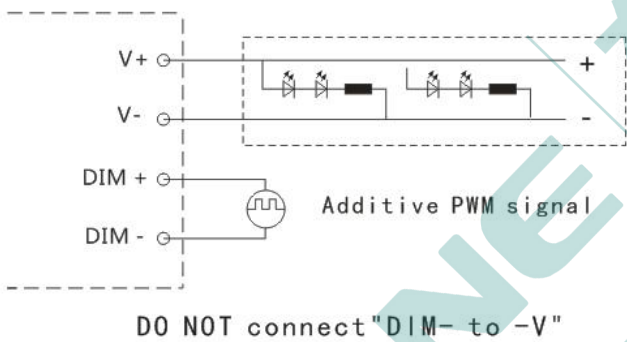 V+
+
V-
-
DIM +
Additive PWM signal
DIM -
DO NOT connect"DIM- to -V"